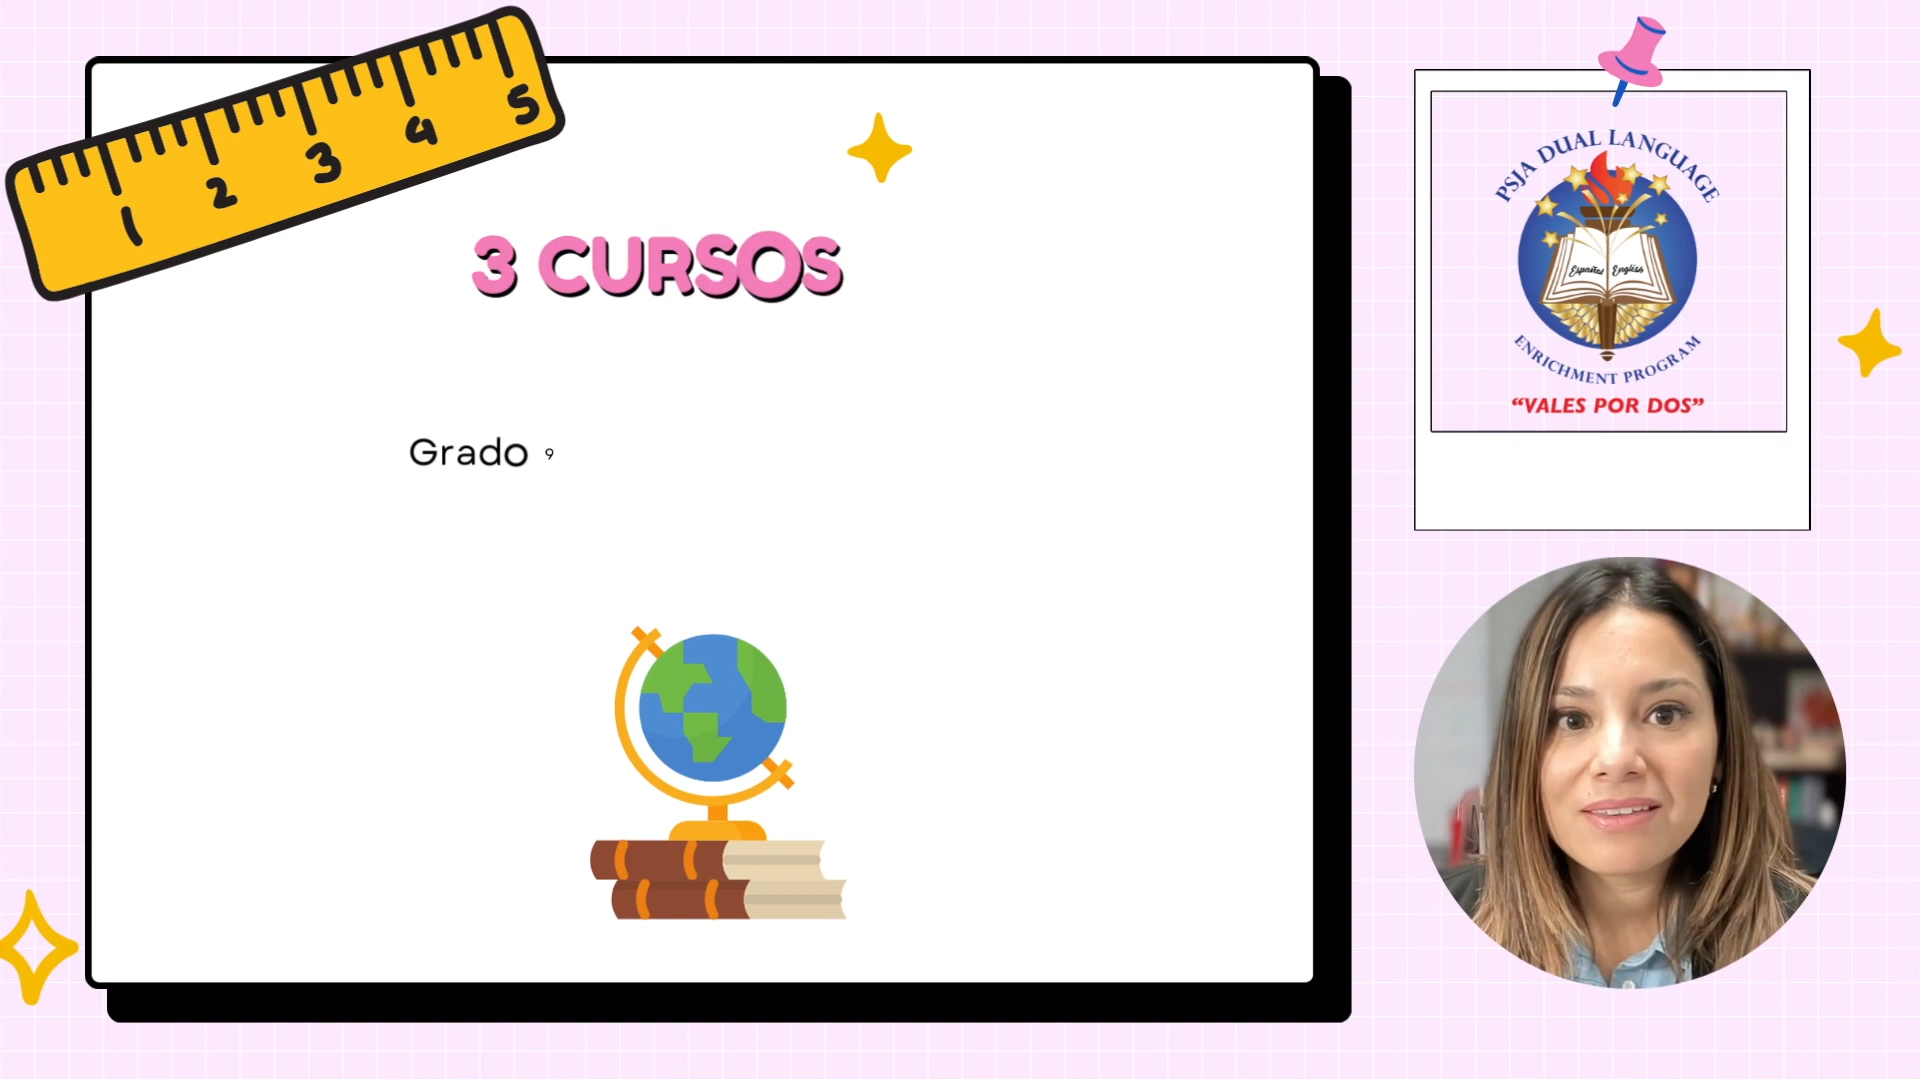 1 2 3 4 5
3 CURSOS
Grado 9
PSJA DUAL LANGUAGE
Español English
ENRICHMENT PROGRAM
“VALES POR DOS”